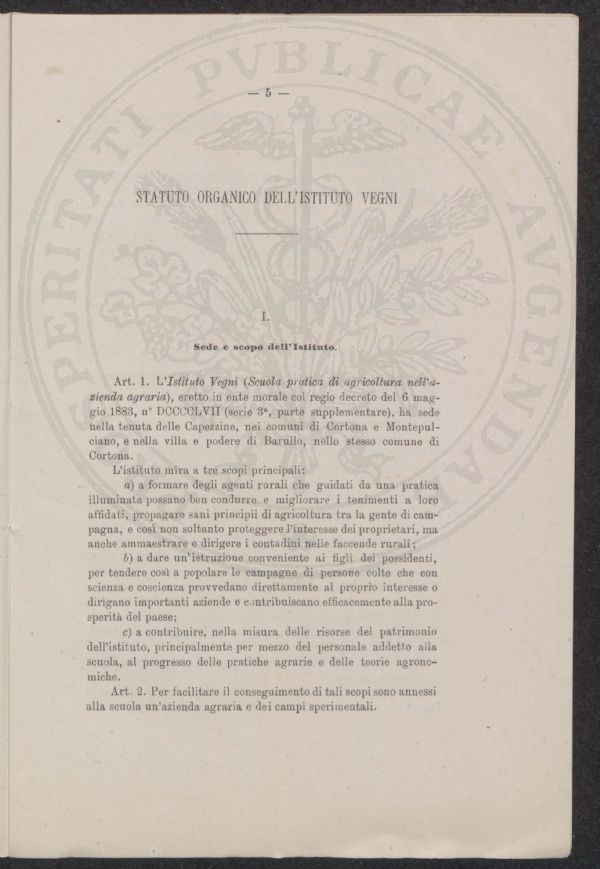 — 5 —
STATUTO ORGANICO DELL'ISTITUTO VEGNI
I.
Sede e scopo dell'Istituto.
Art. 1. L'Istituto Vegni (Scuola pratica di agricoltura nell'a-
zienda agraria), eretto in ente morale col regio decreto del 6 mag-
gio 1883, n° DCCCCLVII (serie 3ª, parte supplementare), ha sede
nella tenuta delle Capezzine, nei comuni di Cortona e Montepul-
ciano, e nella villa e podere di Barullo, nello stesso comune di
Cortona.
L'istituto mira a tre scopi principali:
a) a formare degli agenti rurali che guidati da una pratica
illuminata possano ben condurre e migliorare i tenimenti a loro
affidati, propagare sani principii di agricoltura tra la gente di cam-
pagna, e così non soltanto proteggere l'interesse dei proprietari, ma
anche ammaestrare e dirigere i contadini nelle faccende rurali;
b) a dare un'istruzione conveniente ai figli dei possidenti,
per tendere così a popolare le campagne di persone colte che con
scienza e coscienza provvedano direttamente al proprio interesse o
dirigano importanti aziende e contribuiscano efficacemente alla pro-
sperità del paese;
c) a contribuire, nella misura delle risorse del patrimonio
dell'istituto, principalmente per mezzo del personale addetto alla
scuola, al progresso delle pratiche agrarie e delle teorie agrono-
miche.
Art. 2. Per facilitare il conseguimento di tali scopi sono annessi
alla scuola un'azienda agraria e dei campi sperimentali.
PROSPERITATI PVBLICAE AVGENDAE